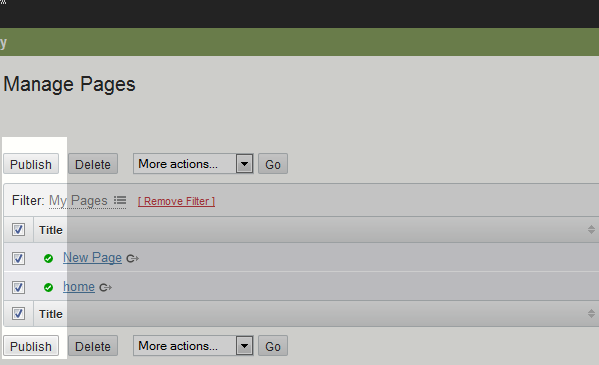 y
Manage Pages
Publish Delete More actions... Go
Filter: My Pages [ Remove Filter ]
Title
New Page
home
Title
Publish Delete More actions... Go